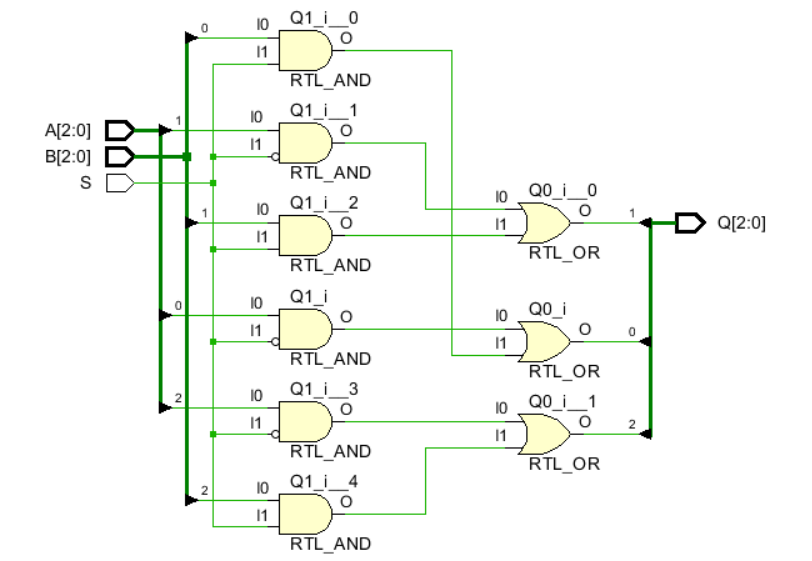 Q1_i__0
0 I0 O
I1
RTL_AND
Q1_i__1
A[2:0] 1 I0 O
B[2:0] I1
RTL_AND
S
Q1_i__2 Q0_i__0
1 I0 O I0 O 1 Q[2:0]
I1 I1
RTL_AND RTL_OR
Q1_i Q0_i
0 I0 O I0 O 0
I1 I1
RTL_AND RTL_OR
Q1_i__3 Q0_i__1
2 I0 O I0 O 2
I1 I1
RTL_AND RTL_OR
Q1_i__4
2 I0 O
I1
RTL_AND